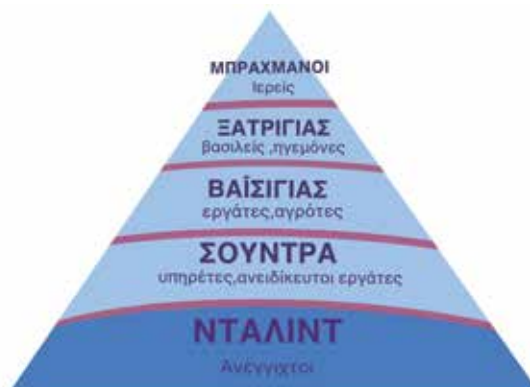 ΜΠΡΑΧΜΑΝΟΙ
Ιερείς
ΞΑΤΡΙΓΙΑΣ
βασιλείς ,ηγεμόνες
ΒΑΪΣΙΓΙΑΣ
εργάτες,αγρότες
ΣΟΥΝΤΡΑ
υπηρέτες,ανειδίκευτοι εργάτες
ΝΤΑΛΙΝΤ
Ανέγγιχτοι